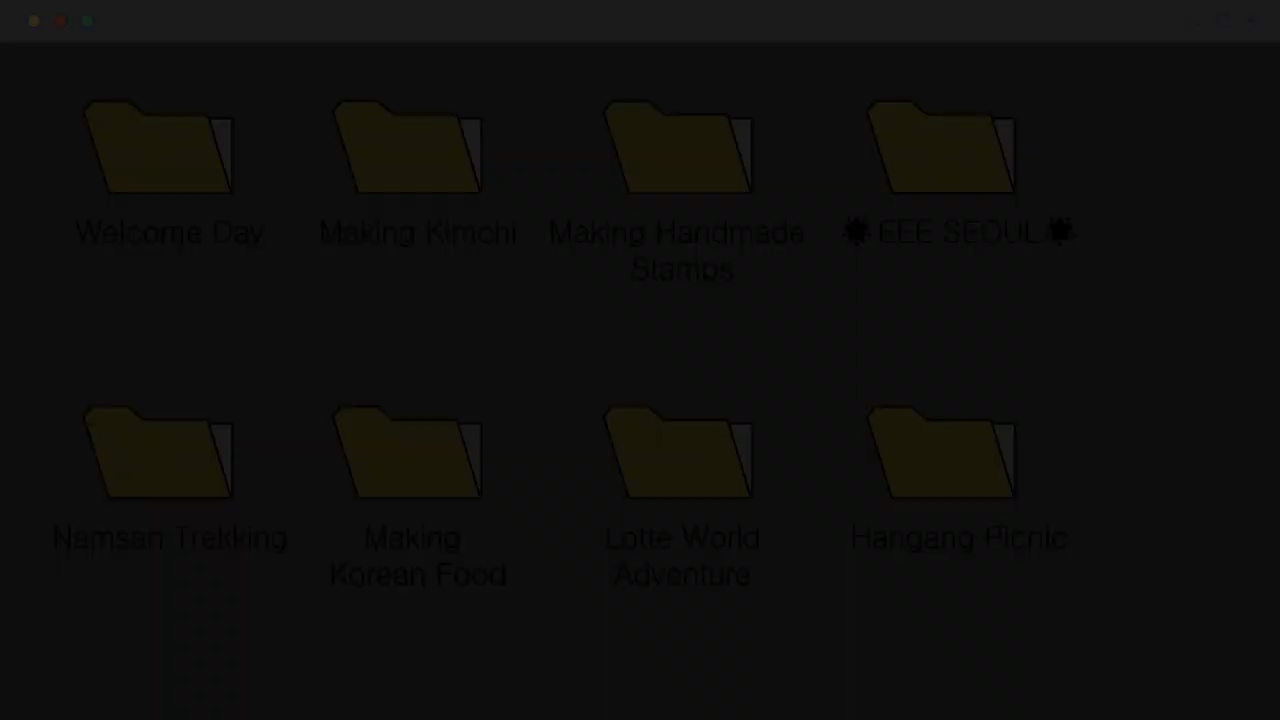 Welcome Day
Making Kimchi
Making Handmade
Stamps
EEE SEOUL
Namsan Trekking
Making
Korean Food
Lotte World
Adventure
Hangang Picnic